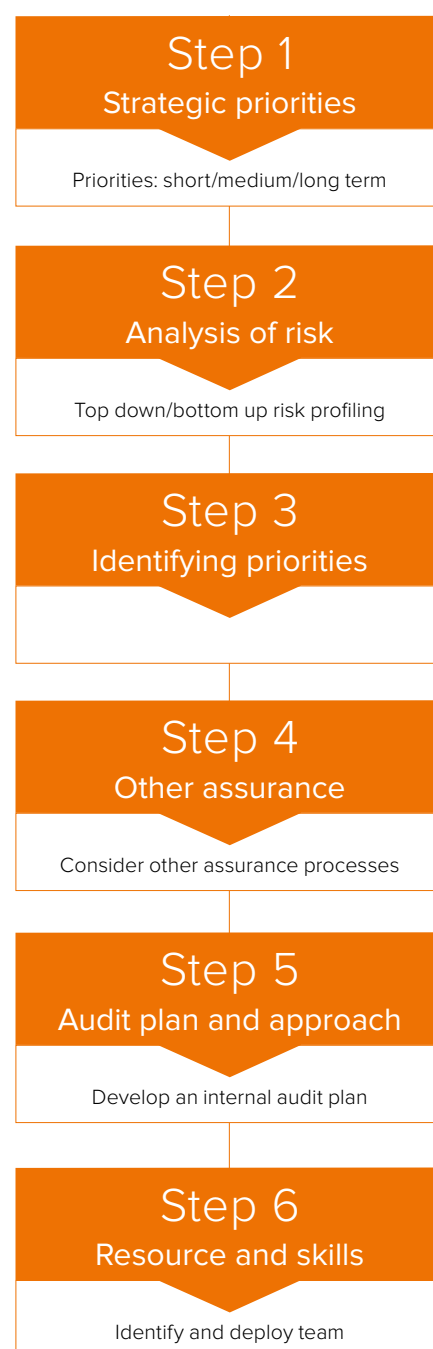 Step 1
Strategic priorities
Priorities: short/medium/long term
Step 2
Analysis of risk
Top down/bottom up risk profiling
Step 3
Identifying priorities
Step 4
Other assurance
Consider other assurance processes
Step 5
Audit plan and approach
Develop an internal audit plan
Step 6
Resource and skills
Identify and deploy team